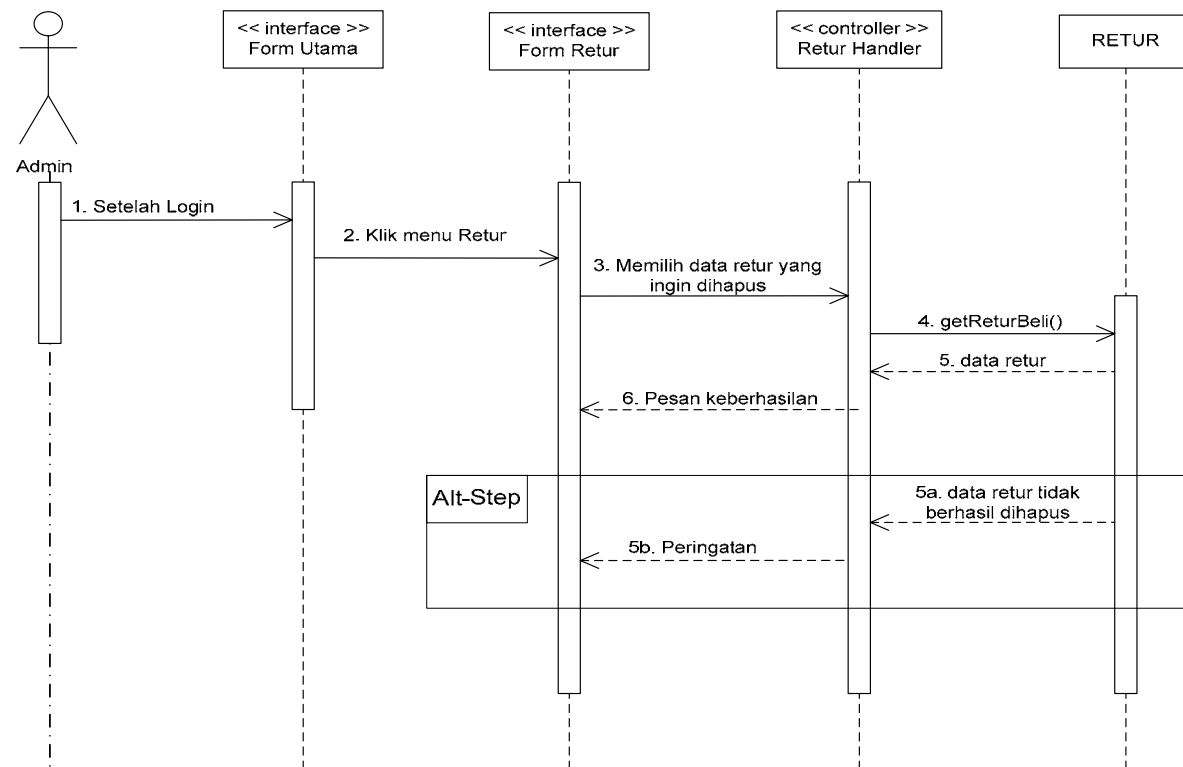 << interface >>
Form Utama
<< interface >>
Form Retur
<< controller >>
Retur Handler
RETUR
Admin
1. Setelah Login
2. Klik menu Retur
3. Memilih data retur yang
ingin dihapus
4. getReturBeli()
5. data retur
6. Pesan keberhasilan
Alt-Step
5a. data retur tidak
berhasil dihapus
5b. Peringatan